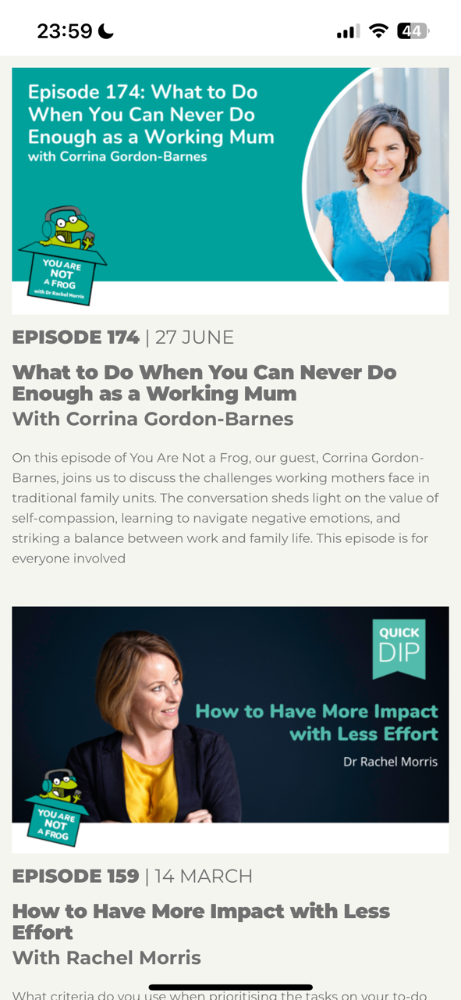 23:59
44
Episode 174: What to Do
When You Can Never Do
Enough as a Working Mum
with Corrina Gordon-Barnes
YOU ARE
NOT
A FROG
with Dr Rachel Morris
EPISODE 174 | 27 JUNE
What to Do When You Can Never Do
Enough as a Working Mum
With Corrina Gordon-Barnes
On this episode of You Are Not a Frog, our guest, Corrina Gordon-
Barnes, joins us to discuss the challenges working mothers face in
traditional family units. The conversation sheds light on the value of
self-compassion, learning to navigate negative emotions, and
striking a balance between work and family life. This episode is for
everyone involved
QUICK
DIP
How to Have More Impact
with Less Effort
Dr Rachel Morris
YOU ARE
NOT
A FROG
EPISODE 159 | 14 MARCH
How to Have More Impact with Less
Effort
With Rachel Morris
What criteria do you use when prioritising the tasks on your to-do